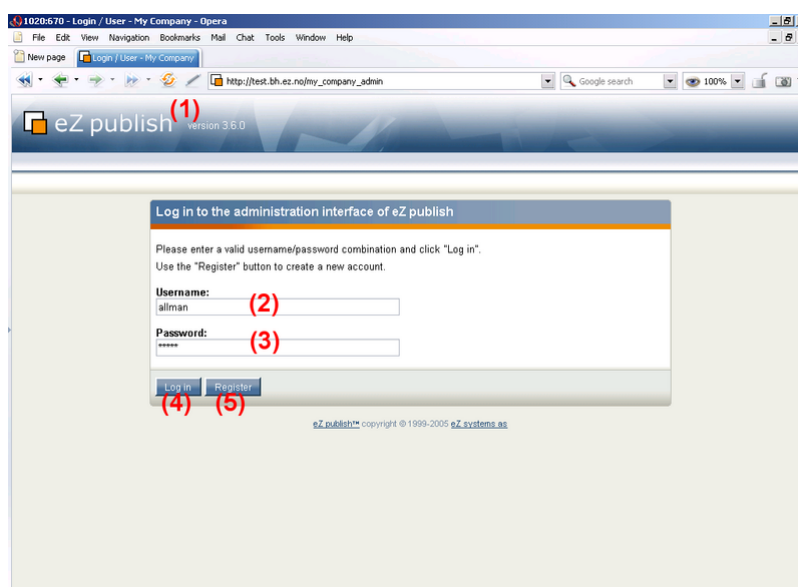 1020:670 - Login / User - My Company - Opera
File Edit View Navigation Bookmarks Mail Chat Tools Window Help
New page Login / User - My Company
http://test.bh.ez.no/my_company_admin Google search 100%
(1)
eZ publish version 3.6.0
Log in to the administration interface of eZ publish
Please enter a valid username/password combination and click "Log in".
Use the "Register" button to create a new account.
Username:
allman (2)
Password:
***** (3)
Log in Register
(4) (5)
eZ publish™ copyright © 1999-2005 eZ systems as